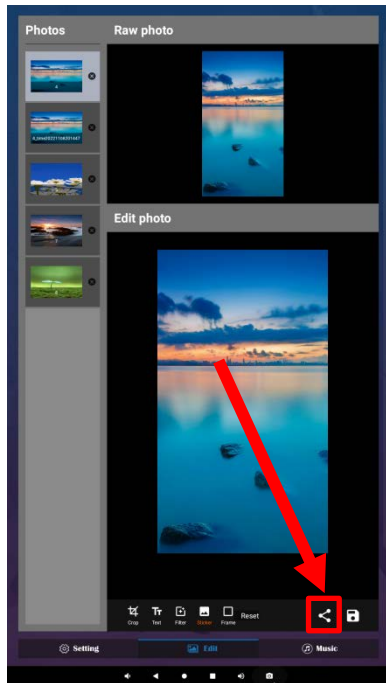 Photos
Raw photo
Edit photo
Crop
Text
Filter
Sticker
Frame
Reset
Setting
Edit
Music